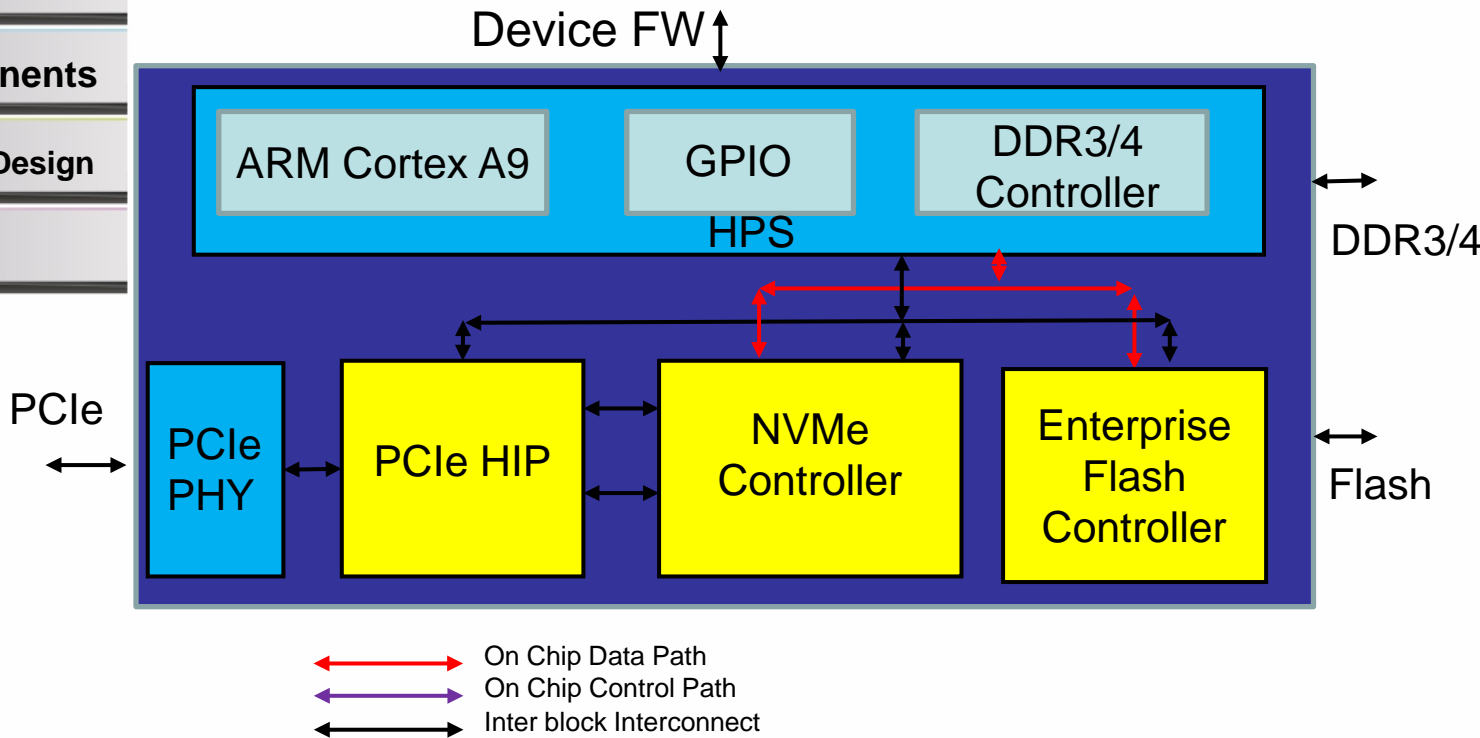 Device FW
Design
ARM Cortex A9
GPIO
DDR3/4
Controller
HPS
DDR3/4
PCIe
PCIe
PHY
PCIe HIP
NVMe
Controller
Enterprise
Flash
Controller
Flash
On Chip Data Path
On Chip Control Path
Inter block Interconnect